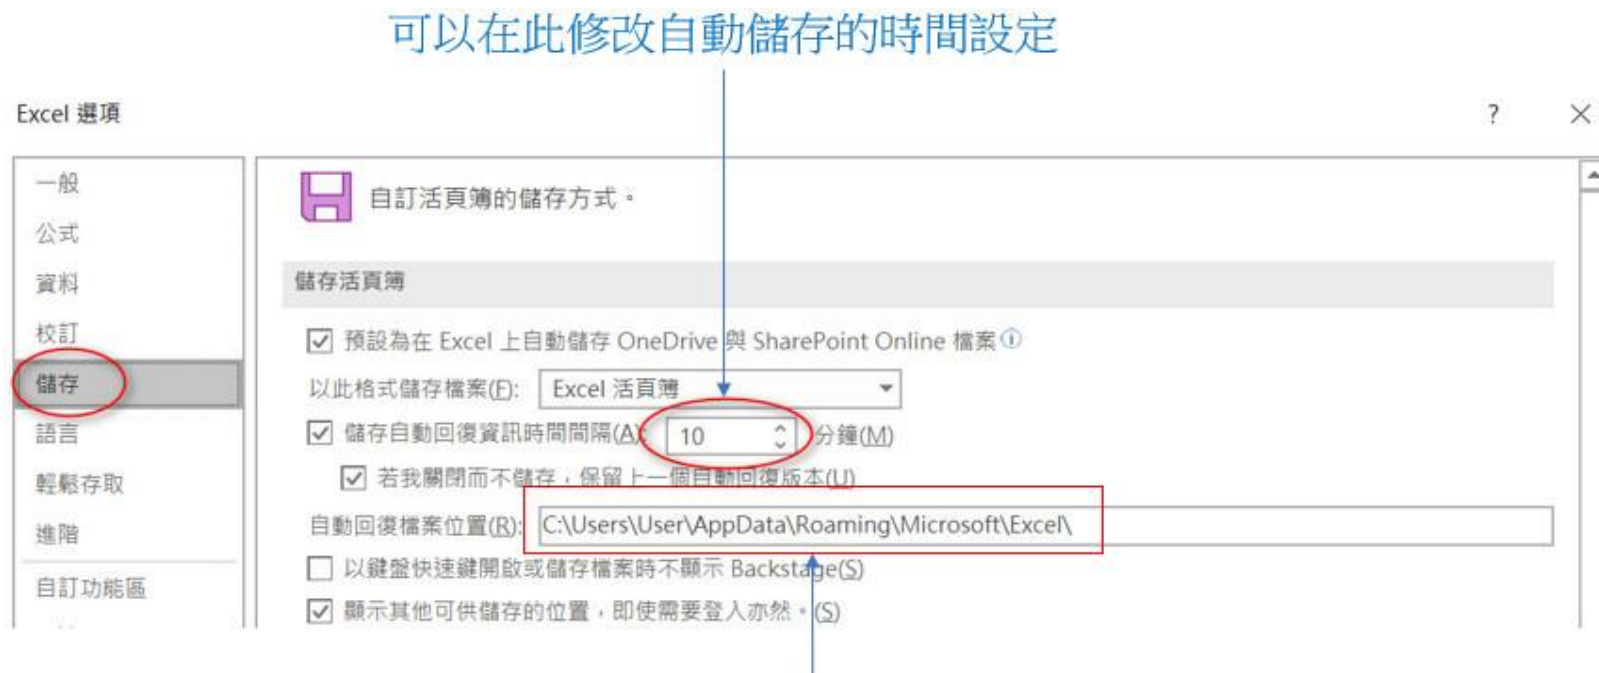 可以在此修改自動儲存的時間設定
Excel 選項
?
一般
公式
資料
校訂
儲存
語言
輕鬆存取
進階
自訂功能區
自訂活頁簿的儲存方式。
儲存活頁簿
預設為在 Excel 上自動儲存 OneDrive 與 SharePoint Online 檔案
以此格式儲存檔案(F): Excel 活頁簿
儲存自動回復資訊時間間隔(A): 10 分鐘(M)
若我關閉而不儲存，保留上一個自動回復版本(U)
自動回復檔案位置(R): C:\Users\User\AppData\Roaming\Microsoft\Excel\
以鍵盤快速鍵開啟或儲存檔案時不顯示 Backstage(S)
顯示其他可供儲存的位置，即使需要登入亦然。(S)